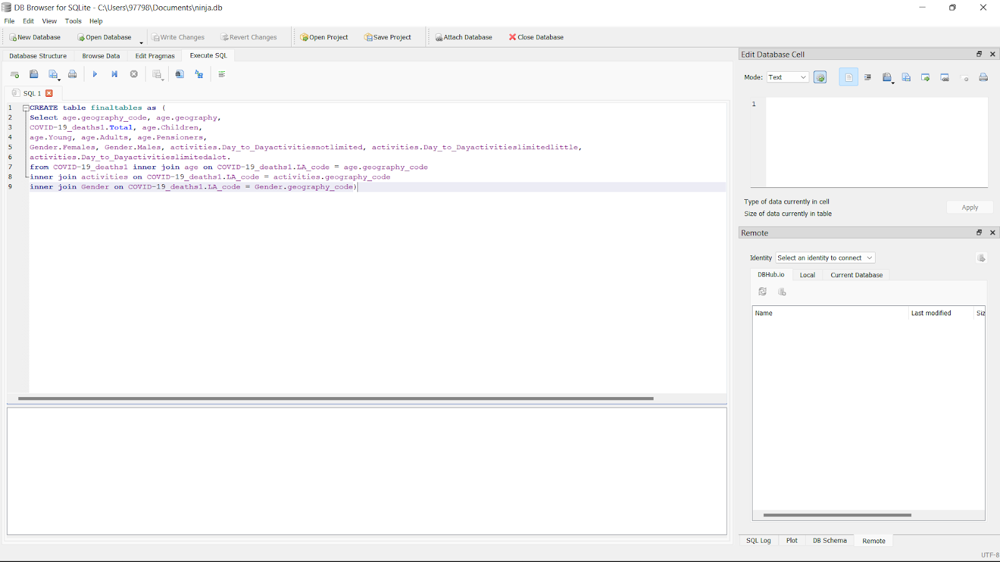 DB Browser for SQLite - C:\Users\97798\Documents\ninja.db
File Edit View Tools Help
New Database Open Database Write Changes Revert Changes Open Project Save Project Attach Database Close Database
Database Structure Browse Data Edit Pragmas Execute SQL
SQL 1
1 CREATE table finaltables as (
2 Select age.geography_code, age.geography,
3 COVID-19_deaths1.Total, age.Children,
4 age.Young, age.Adults, age.Pensioners,
5 Gender.Females, Gender.Males, activities.Day_to_Dayactivitiesnotlimited, activities.Day_to_Dayactivitieslimitedlittle,
6 activities.Day_to_Dayactivitieslimitedalot.
7 from COVID-19_deaths1 inner join age on COVID-19_deaths1.LA_code = age.geography_code
8 inner join activities on COVID-19_deaths1.LA_code = activities.geography_code
9 inner join Gender on COVID-19_deaths1.LA_code = Gender.geography_code)
Edit Database Cell
Mode: Text
1
Type of data currently in cell
Size of data currently in table
Apply
Remote
Identity Select an identity to connect
DBHub.io Local Current Database
Name Last modified Siz
SQL Log Plot DB Schema Remote
UTF-8